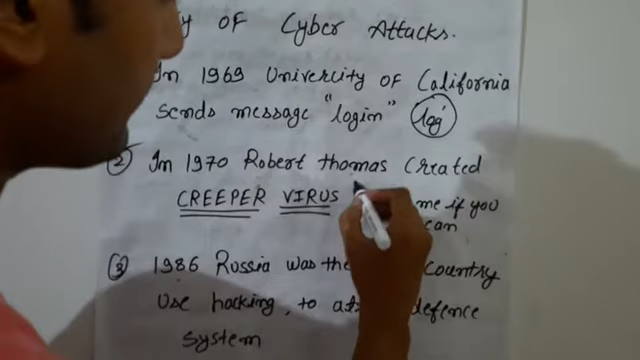 y OF Cyber Attacks.
In 1969 Univercity OF California
Sends message "login" log
② In 1970 Robert thomas Created
CREEPER VIRUS me if you
can
③ 1986 Russia was the country
Use hacking, to defence
System